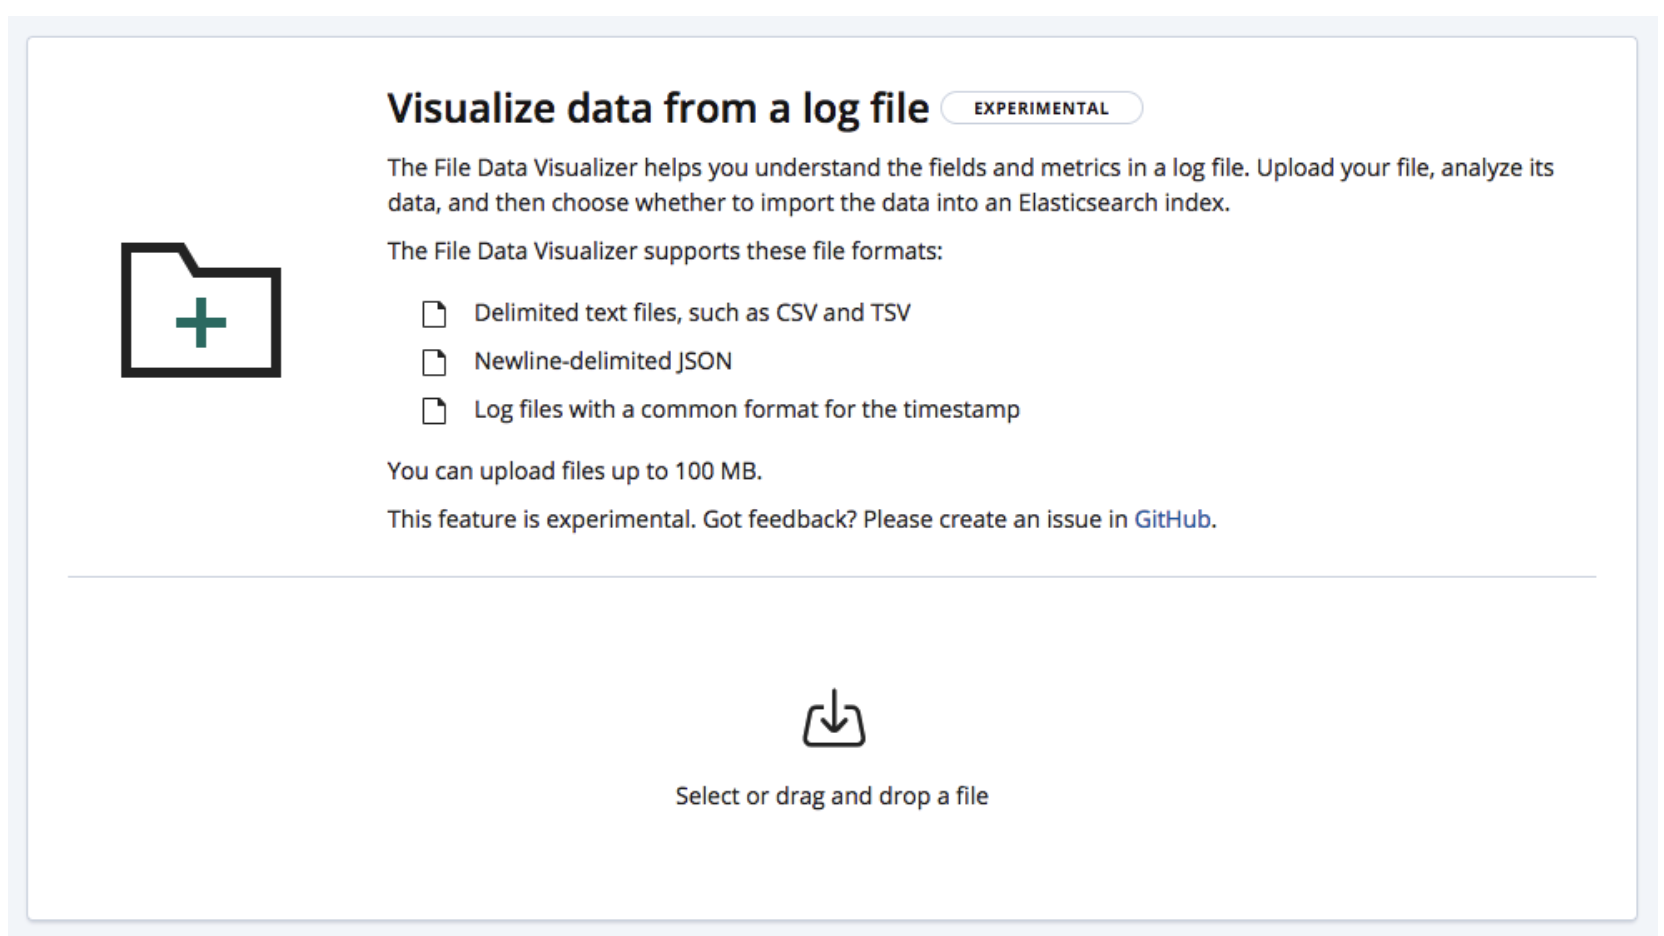 Visualize data from a log file EXPERIMENTAL
The File Data Visualizer helps you understand the fields and metrics in a log file. Upload your file, analyze its
data, and then choose whether to import the data into an Elasticsearch index.
The File Data Visualizer supports these file formats:
Delimited text files, such as CSV and TSV
Newline-delimited JSON
Log files with a common format for the timestamp
You can upload files up to 100 MB.
This feature is experimental. Got feedback? Please create an issue in GitHub.
Select or drag and drop a file